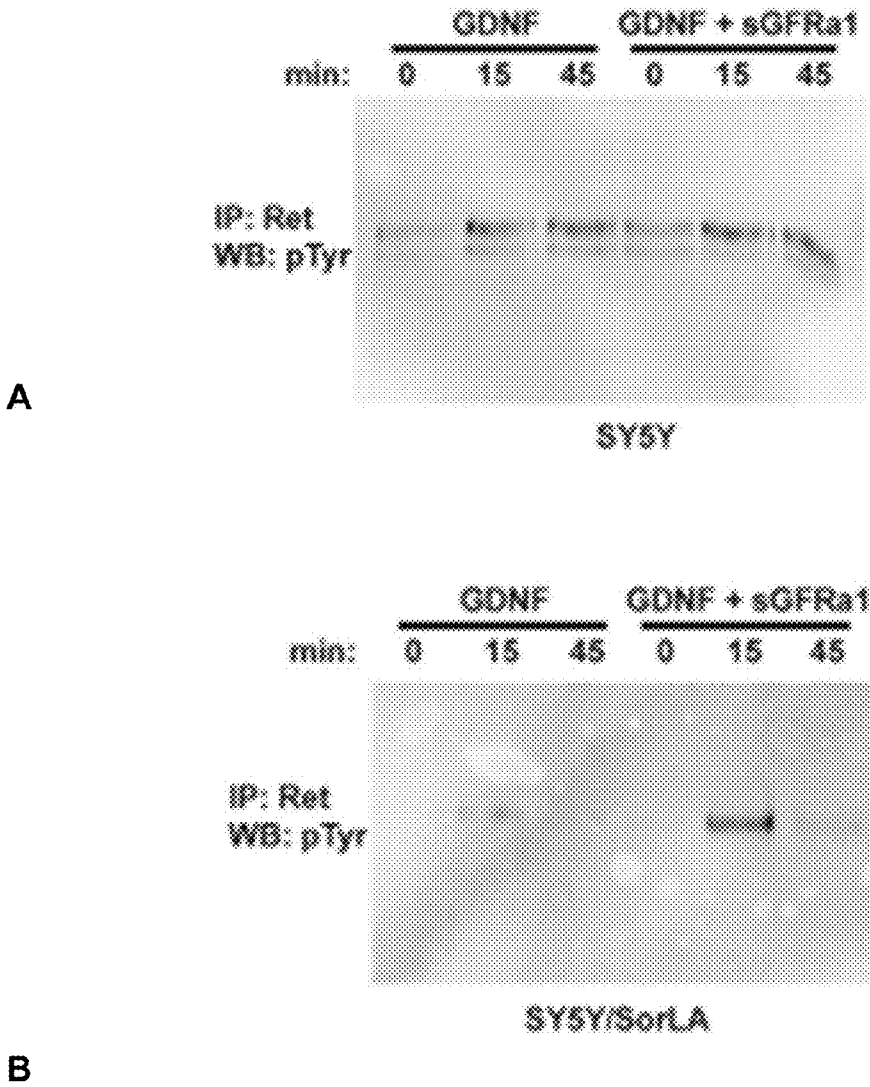 GDNF GDNF + sGFRa1
min: 0 15 45 0 15 45
IP: Ret
WB: pTyr
A
SY5Y
GDNF GDNF + sGFRa1
min: 0 15 45 0 15 45
IP: Ret
WB: pTyr
SY5Y/SorLA
B